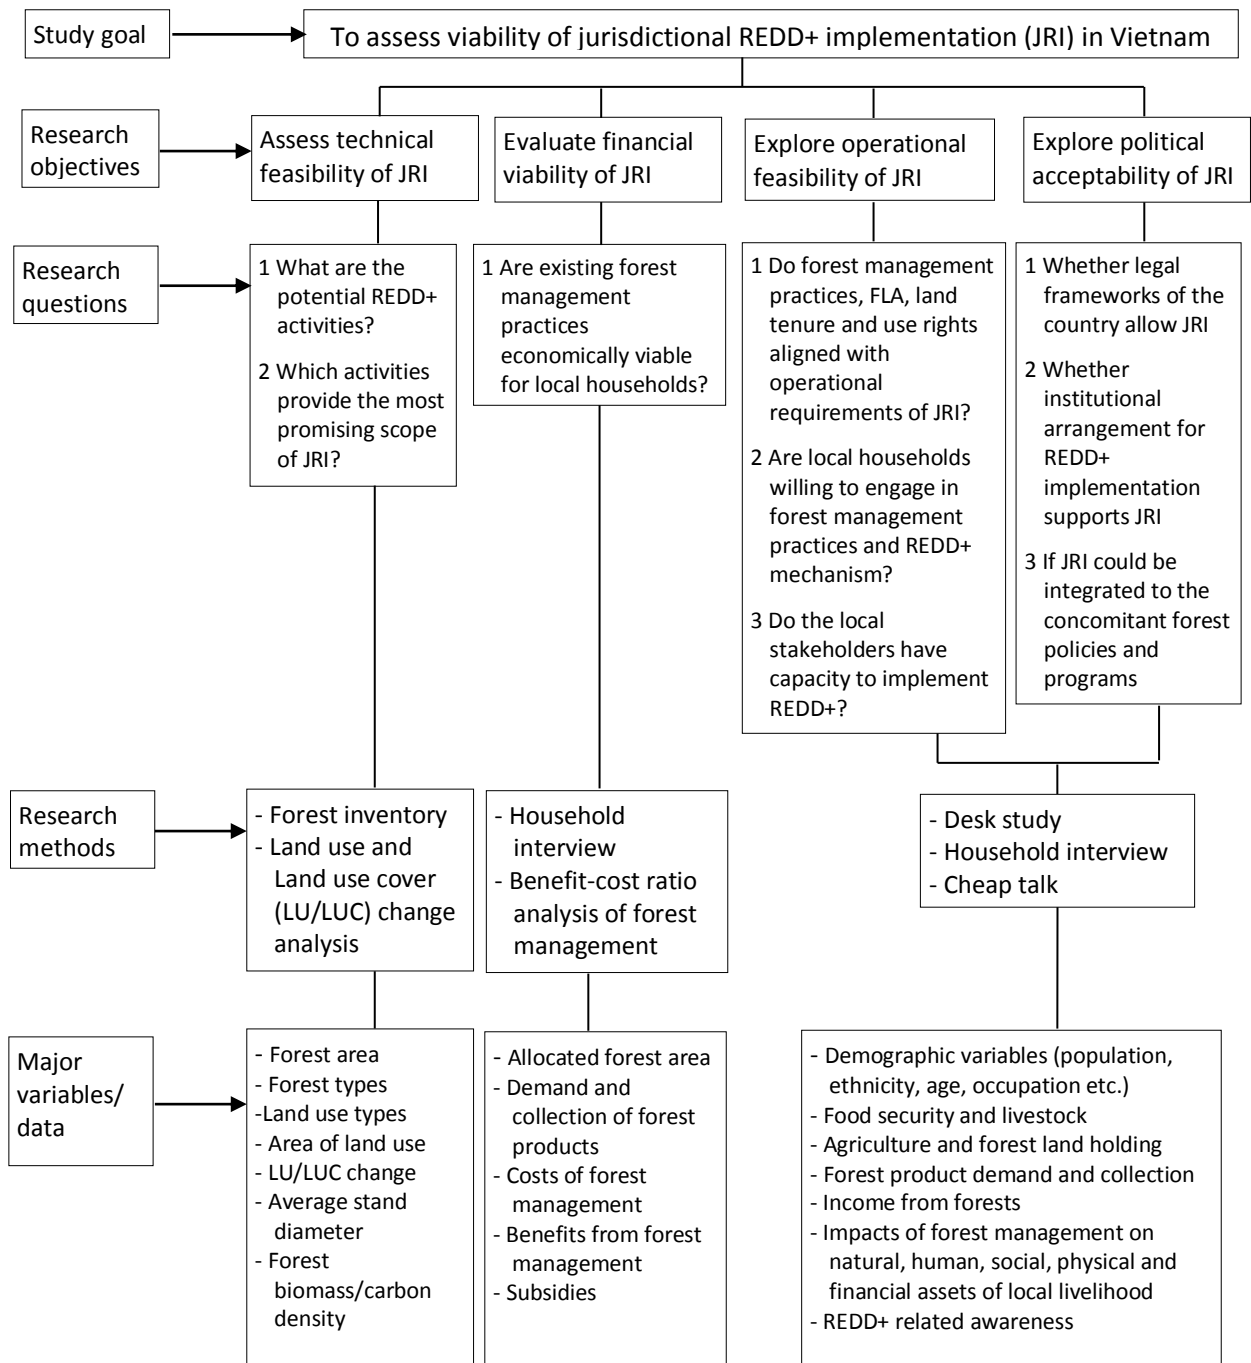 Study goal
To assess viability of jurisdictional REDD+ implementation (JRI) in Vietnam
Research
objectives
Assess technical
feasibility of JRI
Evaluate financial
viability of JRI
Explore operational
feasibility of JRI
Explore political
acceptability of JRI
Research
questions
1 What are the
potential REDD+
activities?
2 Which activities
provide the most
promising scope
of JRI?
1 Are existing forest
management
practices
economically viable
for local households?
1 Do forest management
practices, FLA, land
tenure and use rights
aligned with
operational
requirements of JRI?
2 Are local households
willing to engage in
forest management
practices and REDD+
mechanism?
3 Do the local
stakeholders have
capacity to implement
REDD+?
1 Whether legal
frameworks of the
country allow JRI
2 Whether
institutional
arrangement for
REDD+
implementation
supports JRI
3 If JRI could be
integrated to the
concomitant forest
policies and
programs
Research
methods
- Forest inventory
- Land use and
Land use cover
(LU/LUC) change
analysis
- Household
interview
- Benefit-cost ratio
analysis of forest
management
- Desk study
- Household interview
- Cheap talk
Major
variables/
data
- Forest area
- Forest types
-Land use types
- Area of land use
- LU/LUC change
- Average stand
diameter
- Forest
biomass/carbon
density
- Allocated forest area
- Demand and
collection of forest
products
- Costs of forest
management
- Benefits from forest
management
- Subsidies
- Demographic variables (population,
ethnicity, age, occupation etc.)
- Food security and livestock
- Agriculture and forest land holding
- Forest product demand and collection
- Income from forests
- Impacts of forest management on
natural, human, social, physical and
financial assets of local livelihood
- REDD+ related awareness